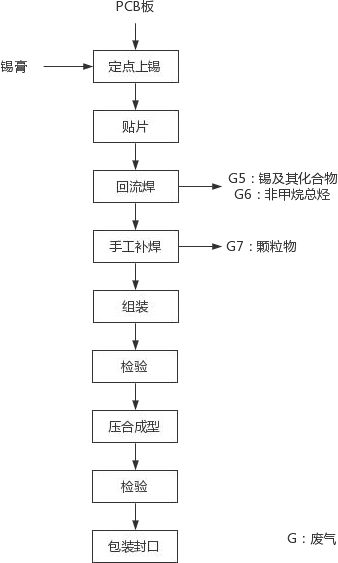 PCB板
锡膏
定点上锡
贴片
回流焊
G5：锡及其化合物
G6：非甲烷总烃
手工补焊
G7：颗粒物
组装
检验
压合成型
检验
包装封口
G：废气